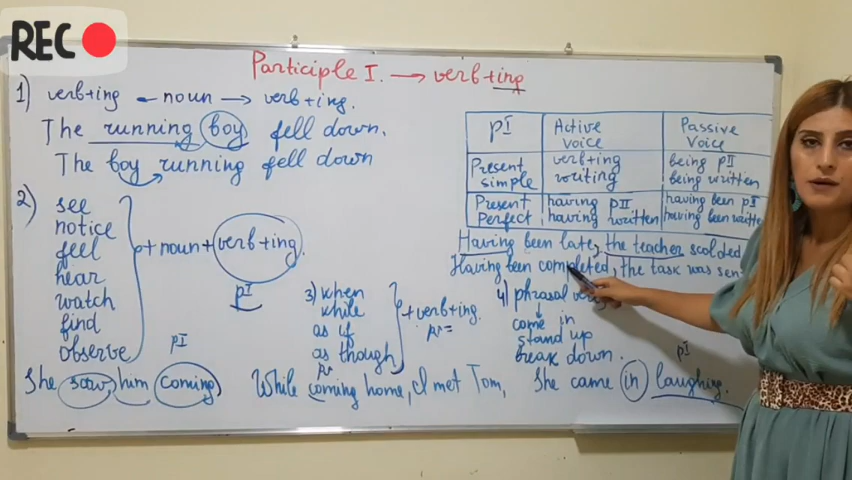 REC
Participle I. → verb+ing
1) verb+ing — noun → verb+ing.
The running boy fell down.
The boy running fell down
2) see
notice
feel
hear
watch
find
observe
+ noun + verb+ing.
pI
pI
She saw him coming
3) when
while
as if
as though
+ verb+ing.
While coming home, I met Tom,
pI Active Voice Passive Voice
Present simple verb+ing writing being pII being written
Present Perfect having pII having written having been pI having been written
Having been late, the teacher scolded
Having been completed, the task was sen
4) phrasal
come in
stand up
break down.
pI
She came in laughing.